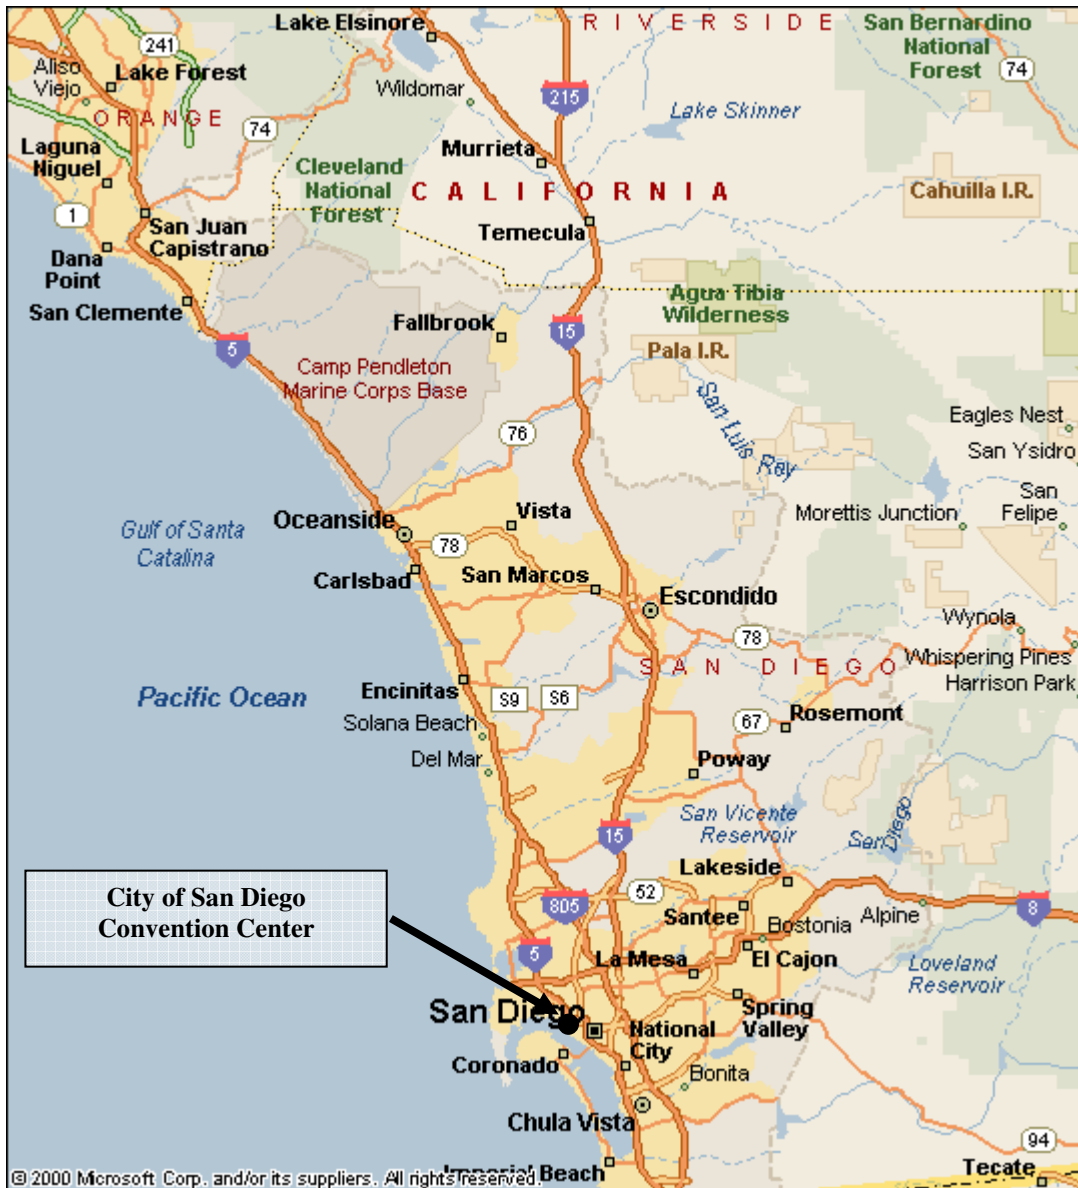 Lake Elsinore
RIVERSIDE
San Bernardino
National
Forest
241
Aliso
Viejo
Lake Forest
74
Wildomar
215
Lake Skinner
ORANGE
74
Laguna
Niguel
Murrieta
Cleveland
National
Forest
CALIFORNIA
Cahuilla I.R.
1
San Juan
Capistrano
Temecula
Dana
Point
San Clemente
Agua Tibia
Wilderness
Fallbrook
15
5
Pala I.R.
Camp Pendleton
Marine Corps Base
San Luis Rey
Eagles Nest
76
San Ysidro
San
Felipe
Oceanside
Vista
Morettis Junction
Gulf of Santa
Catalina
78
Carlsbad
San Marcos
Escondido
Wynola
78
SAN DIEGO
Whispering Pines
Harrison Park
Pacific Ocean
Encinitas
S9
S6
Solana Beach
67
Rosemont
Del Mar
Poway
San Vicente
Reservoir
San Diego
15
Lakeside
City of San Diego
Convention Center
805
52
Santee
Alpine
8
Bostonia
5
La Mesa
El Cajon
Loveland
Reservoir
San Diego
Spring
Valley
National
City
Coronado
Bonita
Chula Vista
94
Imperial Beach
Tecate
© 2000 Microsoft Corp. and/or its suppliers. All rights reserved.